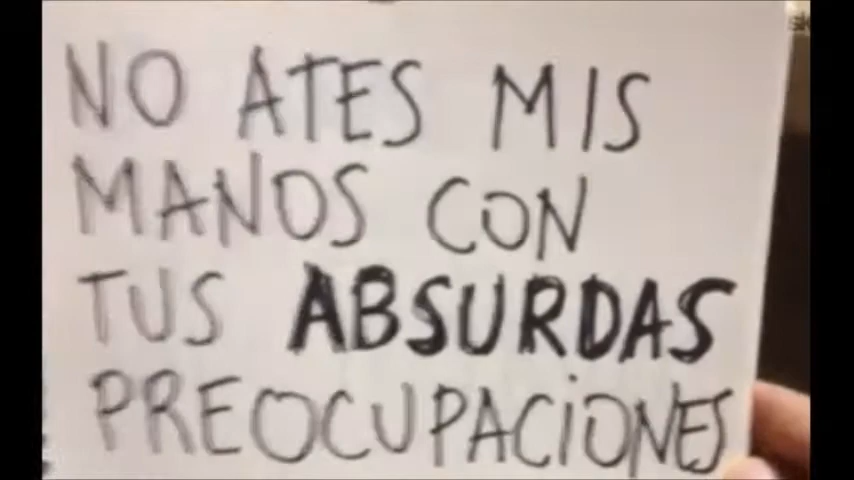 NO ATES MIS
MANOS CON
TUS ABSURDAS
PREOCUPACIONES